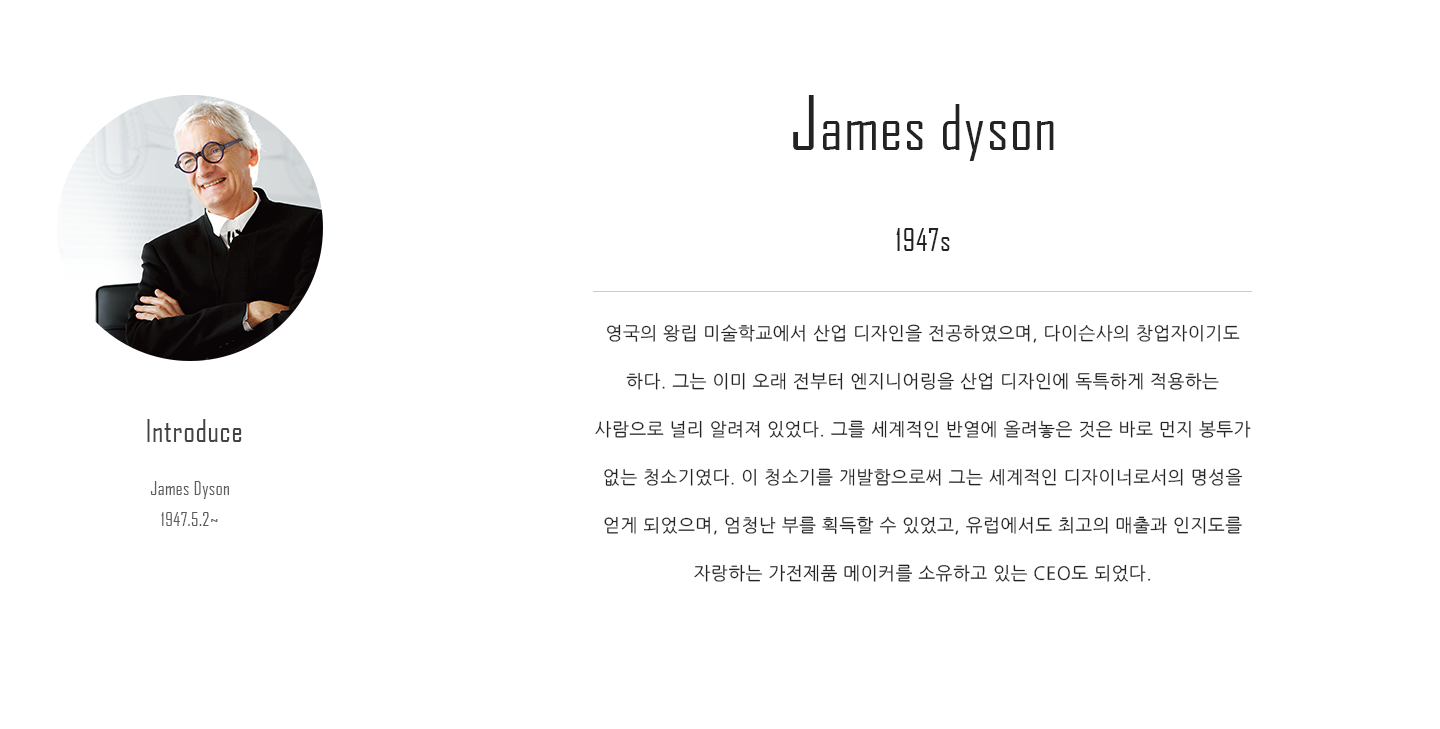 James dyson
1947s
영국의 왕립 미술학교에서 산업 디자인을 전공하였으며, 다이슨사의 창업자이기도
하다. 그는 이미 오래 전부터 엔지니어링을 산업 디자인에 독특하게 적용하는
사람으로 널리 알려져 있었다. 그를 세계적인 반열에 올려놓은 것은 바로 먼지 봉투가
없는 청소기였다. 이 청소기를 개발함으로써 그는 세계적인 디자이너로서의 명성을
얻게 되었으며, 엄청난 부를 획득할 수 있었고, 유럽에서도 최고의 매출과 인지도를
자랑하는 가전제품 메이커를 소유하고 있는 CEO도 되었다.
Introduce
James Dyson
1947.5.2~